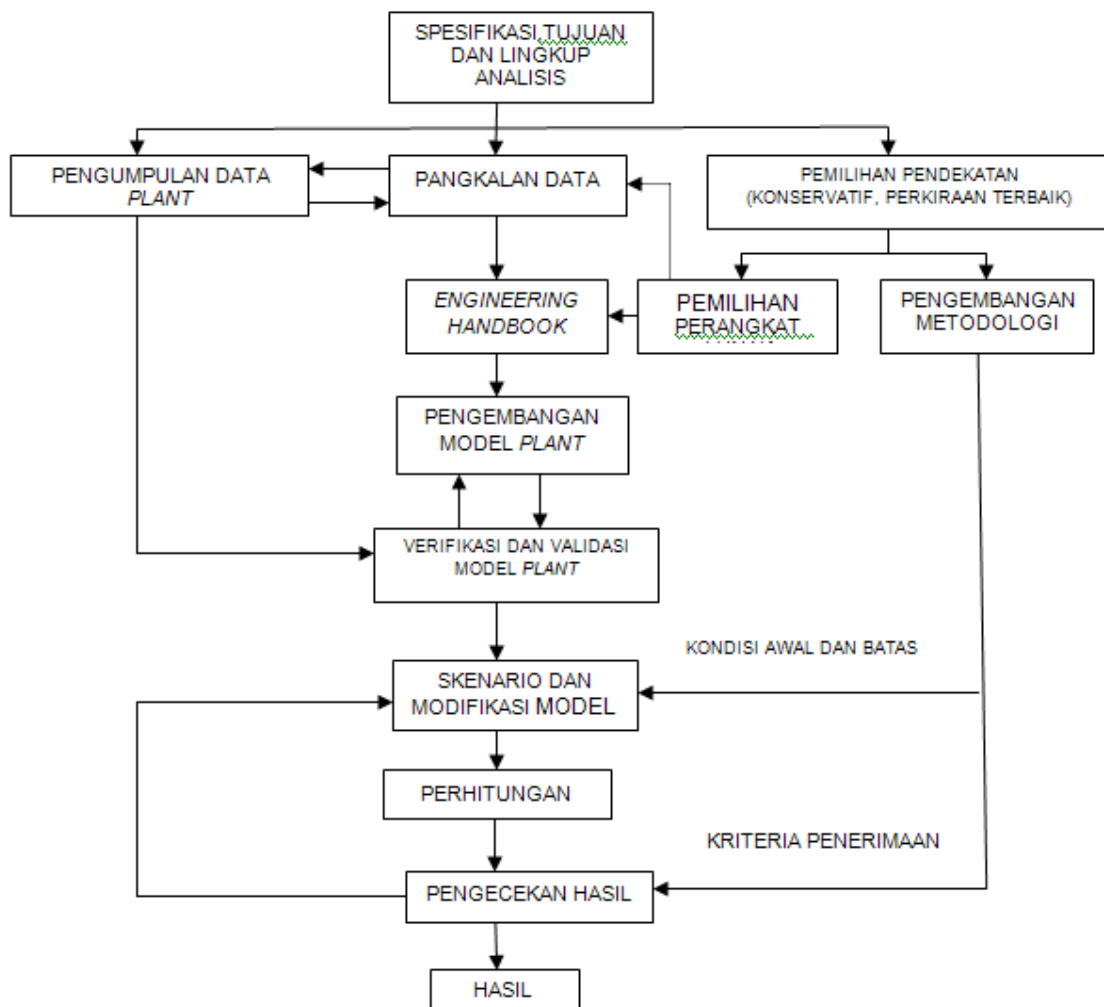 SPESIFIKASI,TUJUAN
DAN LINGKUP
ANALISIS
PENGUMPULAN DATA
PLANT
PANGKALAN DATA
PEMILIHAN PENDEKATAN
(KONSERVATIF, PERKIRAAN TERBAIK)
ENGINEERING
HANDBOOK
PEMILIHAN
PERANGKAT
PENGEMBANGAN
METODOLOGI
PENGEMBANGAN
MODEL PLANT
VERIFIKASI DAN VALIDASI
MODEL PLANT
KONDISI AWAL DAN BATAS
SKENARIO DAN
MODIFIKASI MODEL
PERHITUNGAN
KRITERIA PENERIMAAN
PENGECEKAN HASIL
HASIL